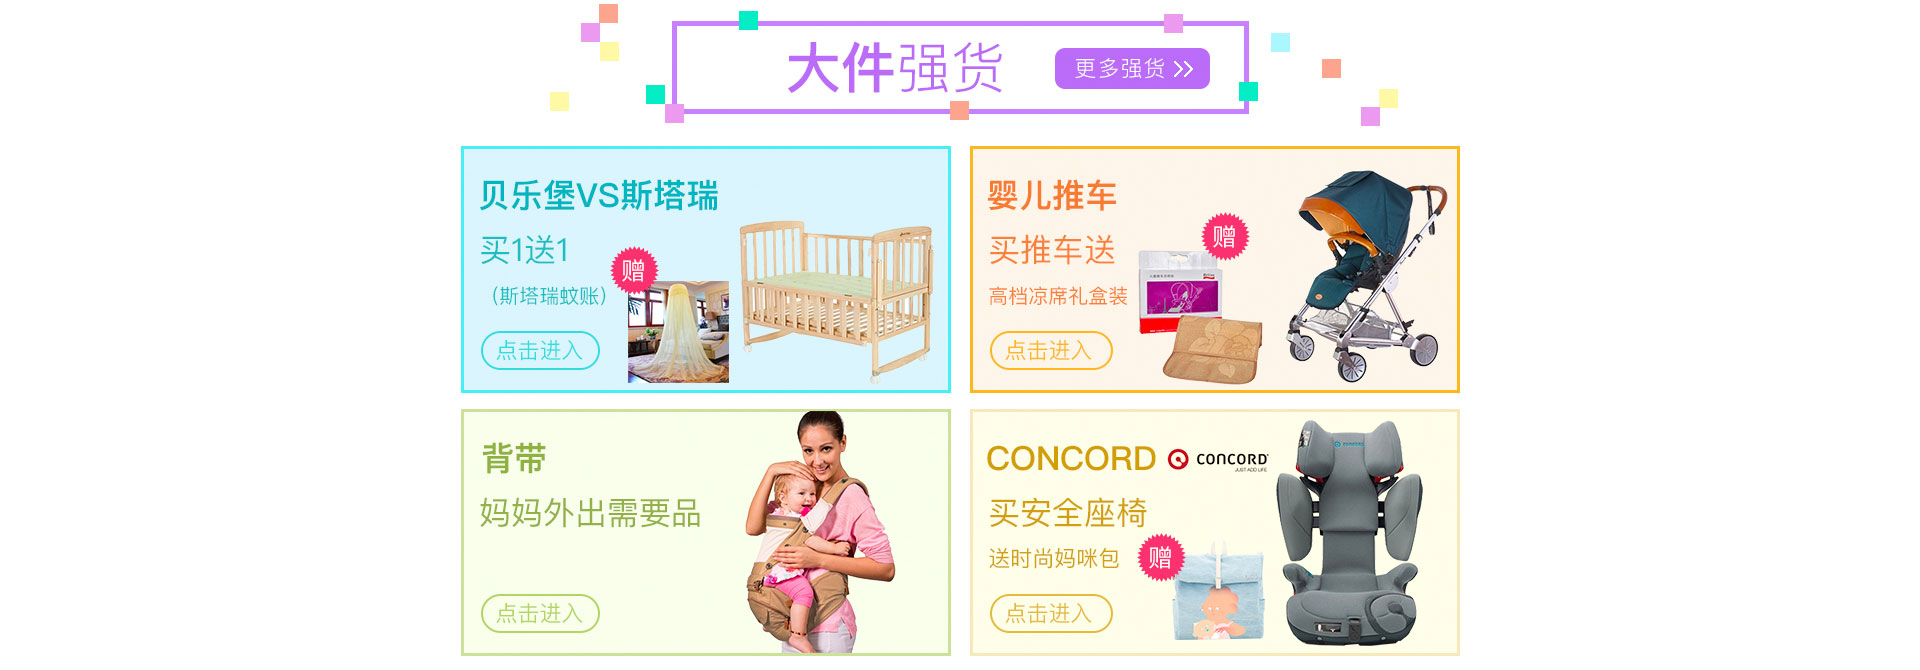 大件强货
更多强货
贝乐堡VS斯塔瑞
买1送1
（斯塔瑞蚊账）
赠
点击进入
婴儿推车
买推车送
高档凉席礼盒装
赠
点击进入
背带
妈妈外出需要品
点击进入
CONCORD
CONCORD
JUST ADD LIFE
买安全座椅
送时尚妈咪包
赠
点击进入